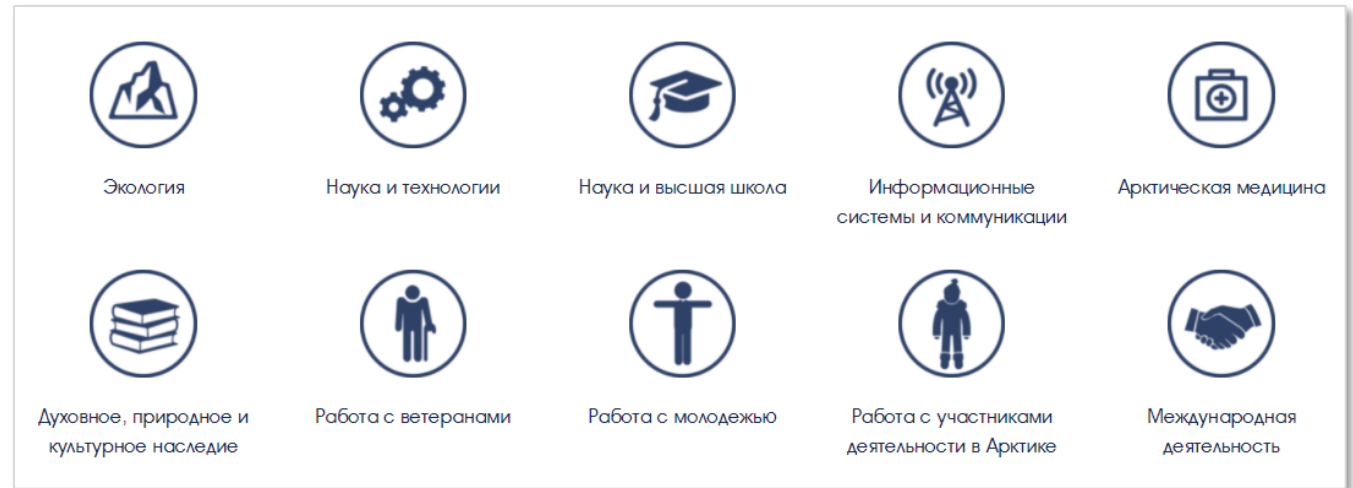 Экология
Наука и технологии
Наука и высшая школа
Информационные
системы и коммуникации
Арктическая медицина
Духовное, природное и
культурное наследие
Работа с ветеранами
Работа с молодежью
Работа с участниками
деятельности в Арктике
Международная
деятельность